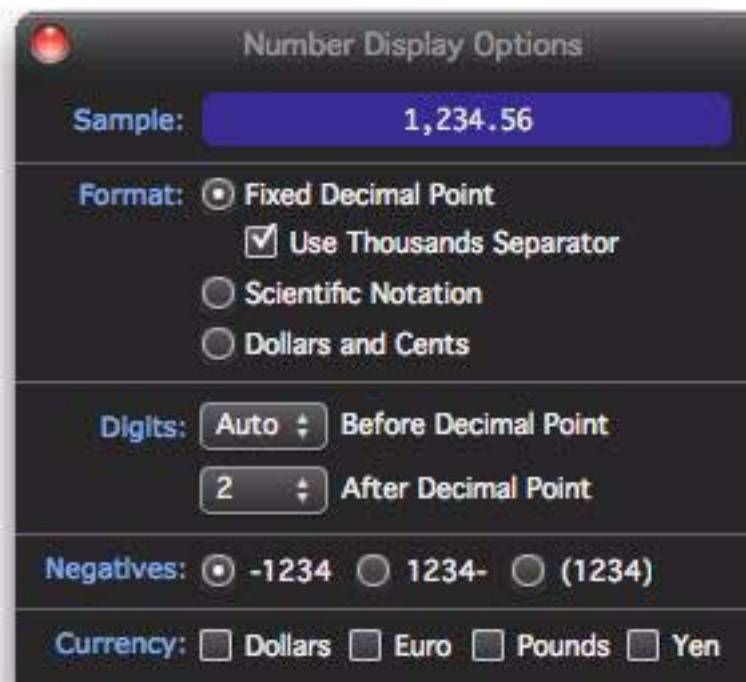 Number Display Options
Sample: 1,234.56
Format: Fixed Decimal Point
Use Thousands Separator
Scientific Notation
Dollars and Cents
Digits: Auto Before Decimal Point
2 After Decimal Point
Negatives: -1234 1234- (1234)
Currency: Dollars Euro Pounds Yen